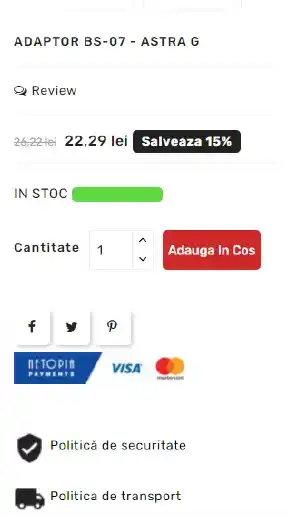 ADAPTOR BS-07 - ASTRA G
Review
26,22 lei 22,29 lei Salveaza 15%
IN STOC
Cantitate 1 Adauga In Cos
NETOPIA
PAYMENTS
VISA
mastercard
Politică de securitate
Politica de transport